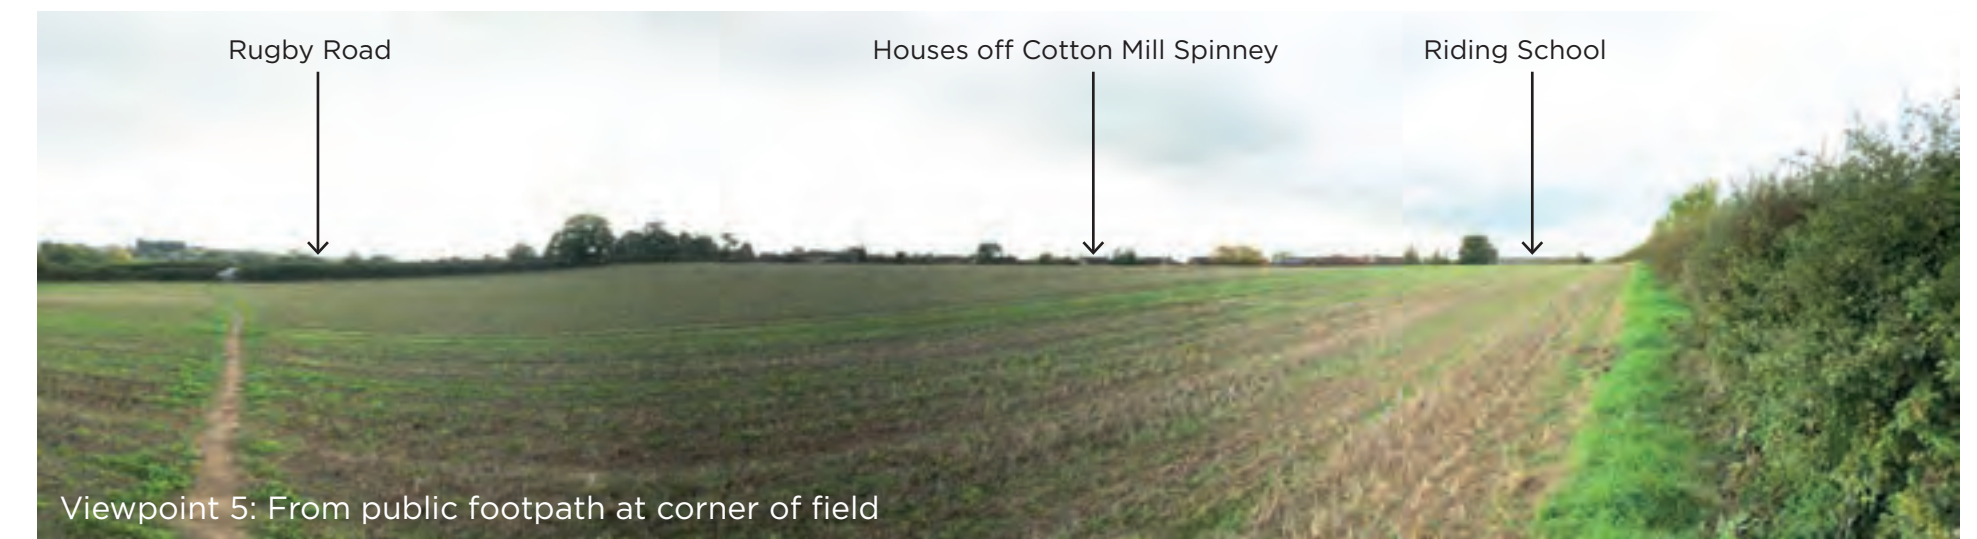 Rugby Road
Houses off Cotton Mill Spinney
Riding School
Viewpoint 5: From public footpath at corner of field